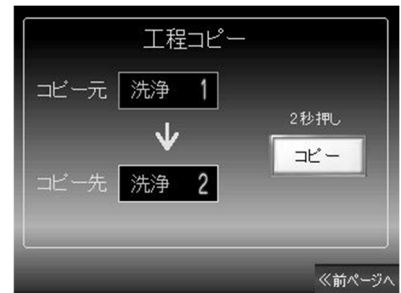 工程コピー
コピー元 洗浄 1
↓
コピー先 洗浄 2
2秒押し
コピー
≪前ページへ